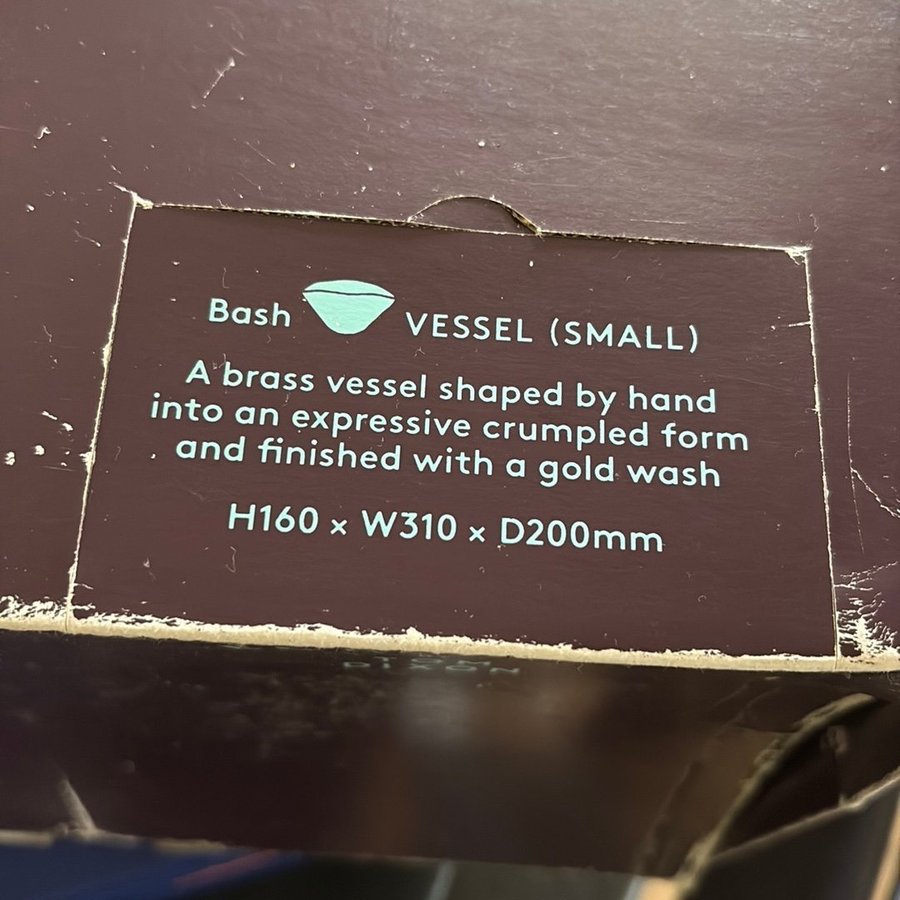 Bash VESSEL (SMALL)
A brass vessel shaped by hand
into an expressive crumpled form
and finished with a gold wash
H160 x W310 x D200mm